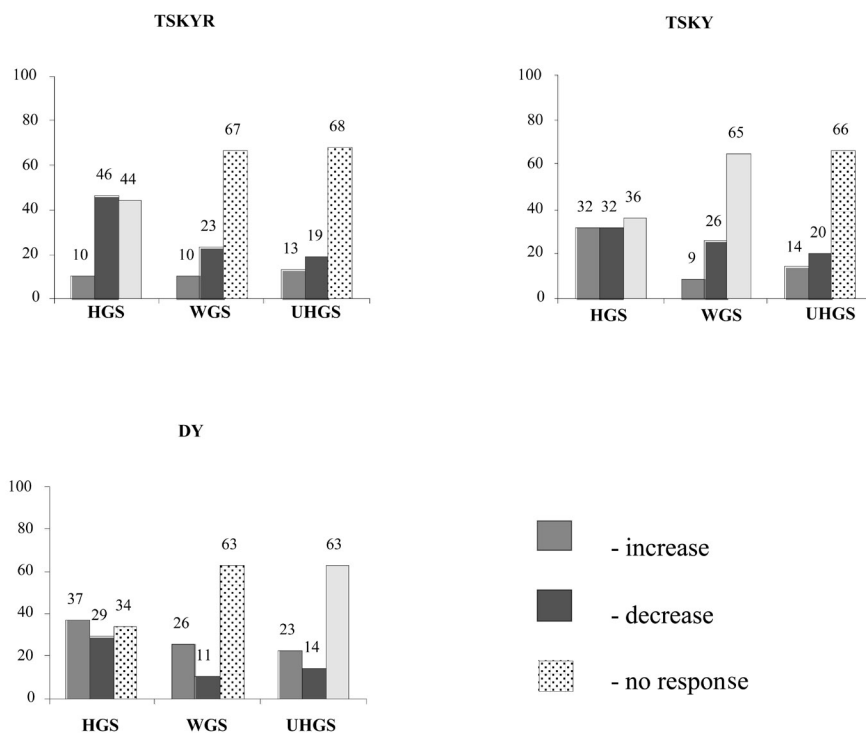 TSKYR
100
80
60
40
20
0
10 46 44
10 23 67
13 19 68
HGS WGS UHGS
TSKY
100
80
60
40
20
0
32 32 36
9 26 65
14 20 66
HGS WGS UHGS
DY
100
80
60
40
20
0
37 29 34
26 11 63
23 14 63
HGS WGS UHGS
- increase
- decrease
- no response